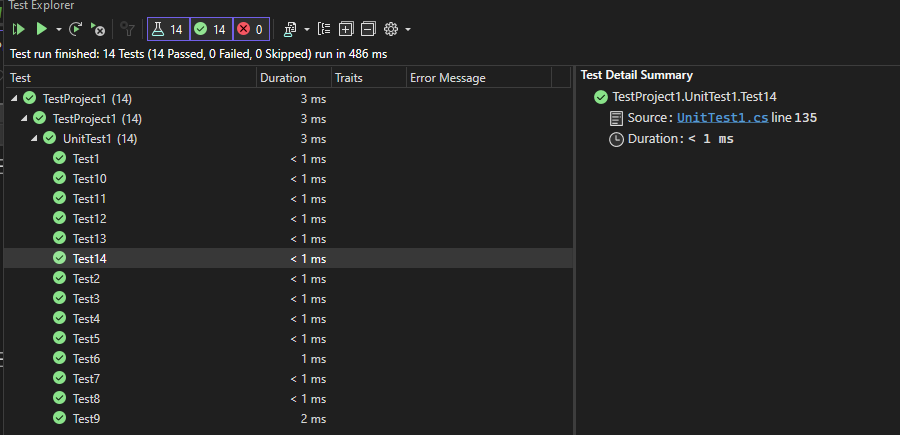 Test Explorer
14 14 0
Test run finished: 14 Tests (14 Passed, 0 Failed, 0 Skipped) run in 486 ms
Test Duration Traits Error Message
TestProject1 (14) 3 ms
TestProject1 (14) 3 ms
UnitTest1 (14) 3 ms
Test1 < 1 ms
Test10 < 1 ms
Test11 < 1 ms
Test12 < 1 ms
Test13 < 1 ms
Test14 < 1 ms
Test2 < 1 ms
Test3 < 1 ms
Test4 < 1 ms
Test5 < 1 ms
Test6 1 ms
Test7 < 1 ms
Test8 < 1 ms
Test9 2 ms
Test Detail Summary
TestProject1.UnitTest1.Test14
Source: UnitTest1.cs line 135
Duration: < 1 ms